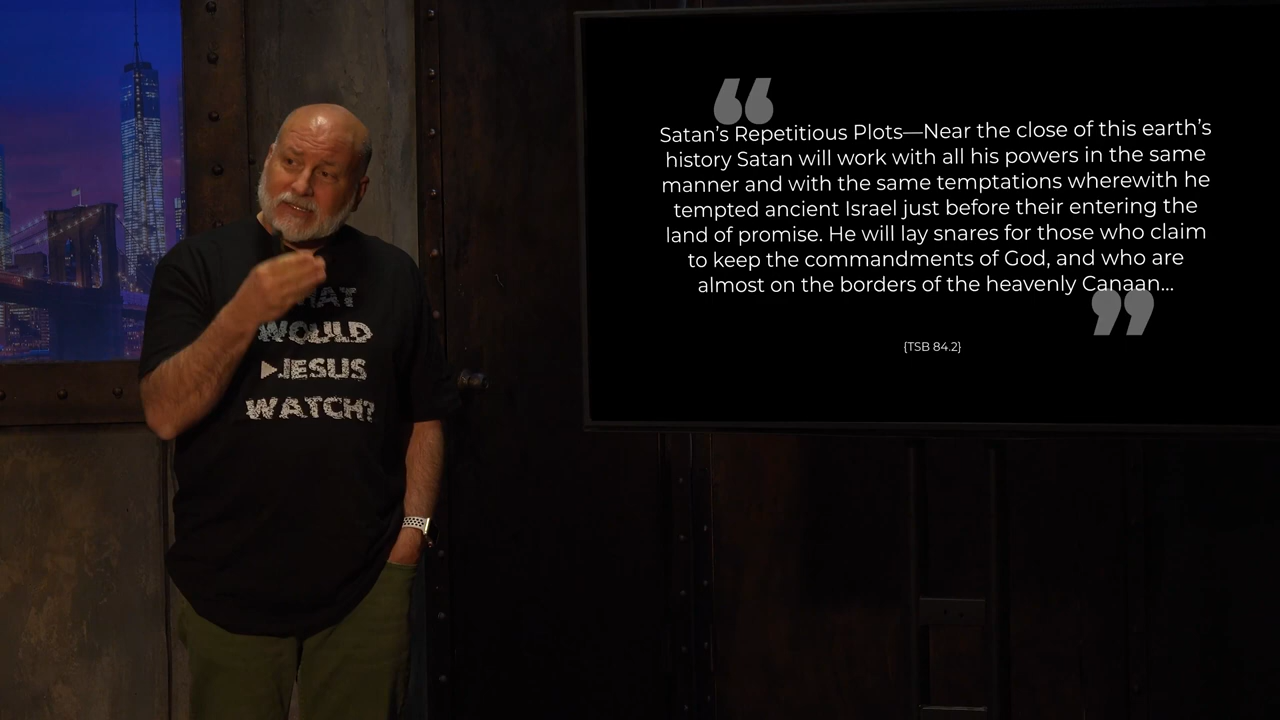 WOULD
JESUS
WATCH?
Satan's Repetitious Plots—Near the close of this earth's
history Satan will work with all his powers in the same
manner and with the same temptations wherewith he
tempted ancient Israel just before their entering the
land of promise. He will lay snares for those who claim
to keep the commandments of God, and who are
almost on the borders of the heavenly Canaan...
{TSB 84.2}